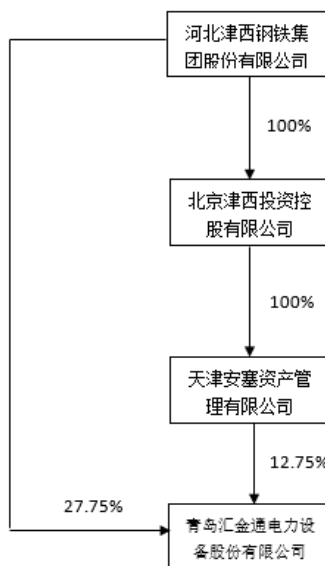 河北津西钢铁集
团股份有限公司
100%
北京津西投资控
股有限公司
100%
天津安塞资产管
理有限公司
12.75%
27.75%
青岛汇金通电力设
备股份有限公司